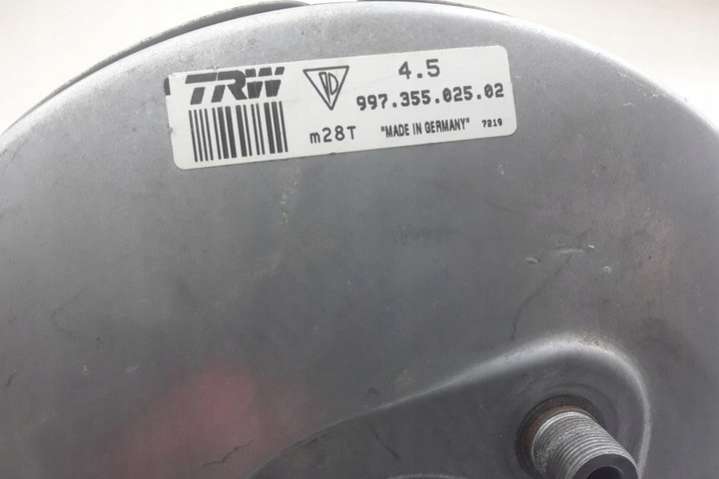 TRW
4.5
997.355.025.02
m28T "MADE IN GERMANY" 7219